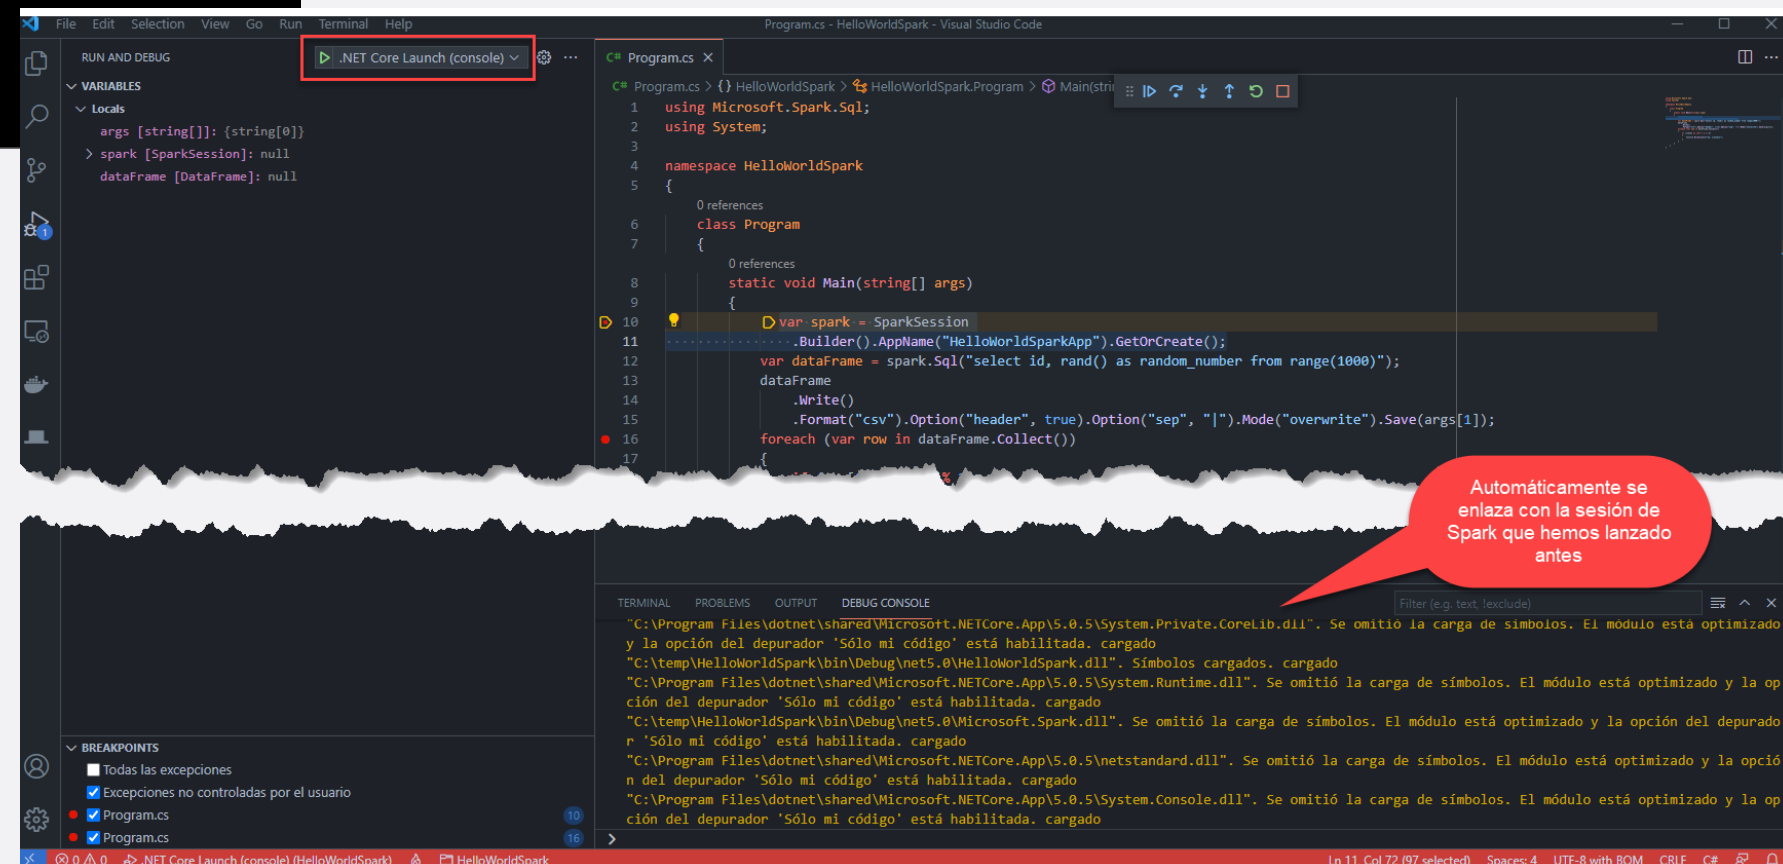 File Edit Selection View Go Run Terminal Help
Program.cs - HelloWorldSpark - Visual Studio Code
RUN AND DEBUG
.NET Core Launch (console)
VARIABLES
Locals
args [string[]]: {string[0]}
spark [SparkSession]: null
dataFrame [DataFrame]: null
Program.cs
Program.cs > {} HelloWorldSpark > HelloWorldSpark.Program > Main(stri
1 using Microsoft.Spark.Sql;
2 using System;
3
4 namespace HelloWorldSpark
5 {
0 references
6 class Program
7 {
0 references
8 static void Main(string[] args)
9 {
10 var spark = SparkSession
11 .Builder().AppName("HelloWorldSparkApp").GetOrCreate();
12 var dataFrame = spark.Sql("select id, rand() as random_number from range(1000)");
13 dataFrame
14 .Write()
15 .Format("csv").Option("header", true).Option("sep", "|").Mode("overwrite").Save(args[1]);
16 foreach (var row in dataFrame.Collect())
17 {
Automáticamente se
enlaza con la sesión de
Spark que hemos lanzado
antes
TERMINAL PROBLEMS OUTPUT DEBUG CONSOLE
Filter (e.g. text, !exclude)
"C:\Program Files\dotnet\shared\Microsoft.NETCore.App\5.0.5\System.Private.CoreLib.dll". Se omitió la carga de símbolos. El módulo está optimizado
y la opción del depurador 'Sólo mi código' está habilitada. cargado
"C:\temp\HelloWorldSpark\bin\Debug\net5.0\HelloWorldSpark.dll". Símbolos cargados. cargado
"C:\Program Files\dotnet\shared\Microsoft.NETCore.App\5.0.5\System.Runtime.dll". Se omitió la carga de símbolos. El módulo está optimizado y la op
ción del depurador 'Sólo mi código' está habilitada. cargado
"C:\temp\HelloWorldSpark\bin\Debug\net5.0\Microsoft.Spark.dll". Se omitió la carga de símbolos. El módulo está optimizado y la opción del depurado
r 'Sólo mi código' está habilitada. cargado
"C:\Program Files\dotnet\shared\Microsoft.NETCore.App\5.0.5\netstandard.dll". Se omitió la carga de símbolos. El módulo está optimizado y la opció
n del depurador 'Sólo mi código' está habilitada. cargado
"C:\Program Files\dotnet\shared\Microsoft.NETCore.App\5.0.5\System.Console.dll". Se omitió la carga de símbolos. El módulo está optimizado y la op
ción del depurador 'Sólo mi código' está habilitada. cargado
BREAKPOINTS
Todas las excepciones
Excepciones no controladas por el usuario
Program.cs 10
Program.cs 16
0 0 .NET Core Launch (console) (HelloWorldSpark) HelloWorldSpark
Ln 11, Col 72 (97 selected) Spaces: 4 UTF-8 with BOM CRLF C#